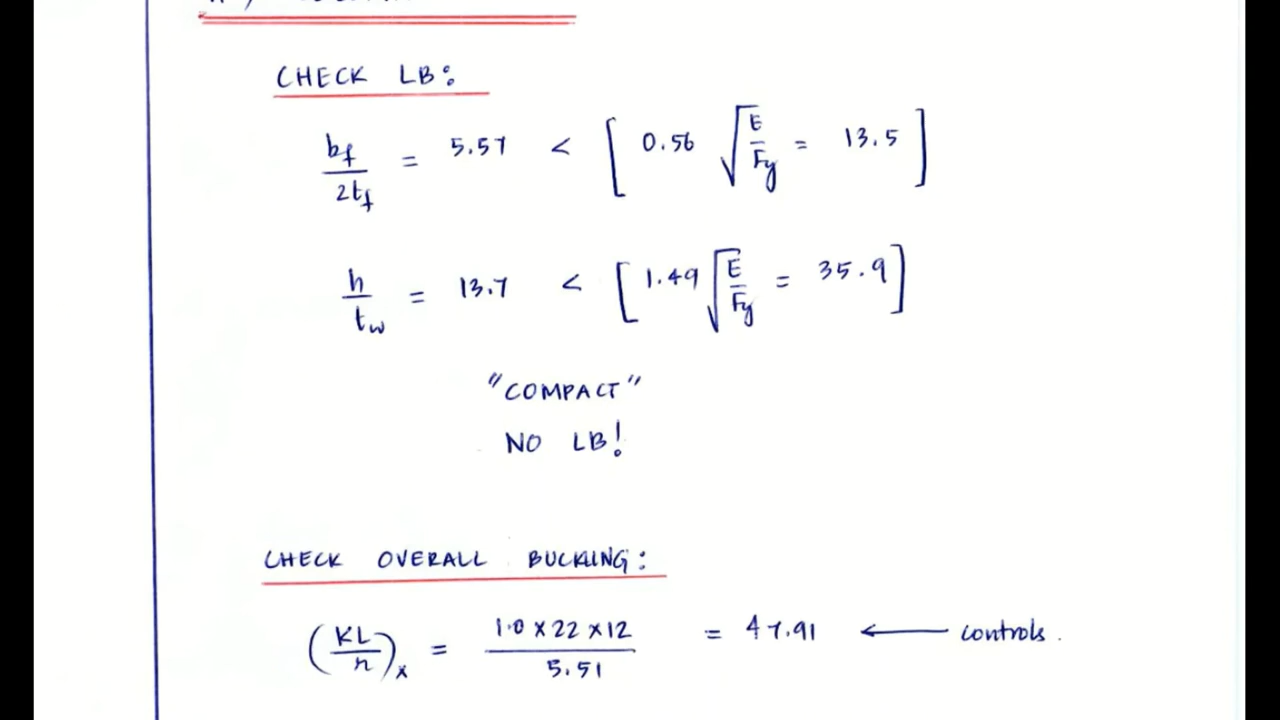 CHECK LB:
bf/2tf = 5.57 < [ 0.56 √(E/Fy) = 13.5 ]
h/tw = 13.7 < [ 1.49 √(E/Fy) = 35.9 ]
"COMPACT"
NO LB!
CHECK OVERALL BUCKLING:
(KL/r)x = 1.0 x 22 x 12 / 5.51 = 47.91 ← controls.